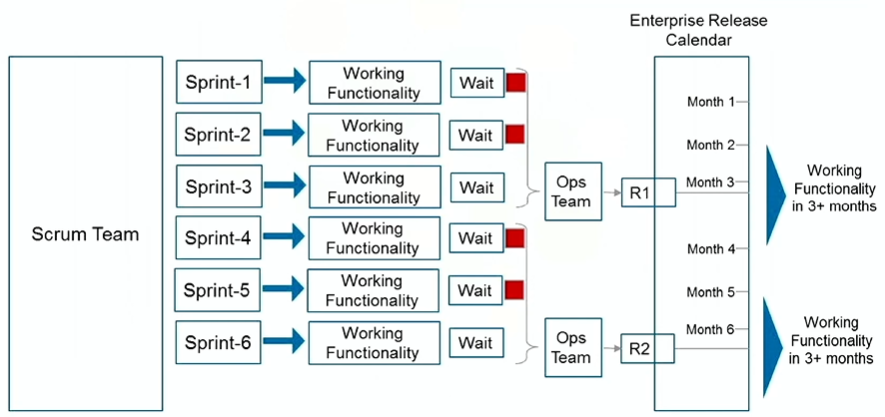 Enterprise Release
Calendar
Scrum Team
Sprint-1
Working
Functionality
Wait
Sprint-2
Working
Functionality
Wait
Sprint-3
Working
Functionality
Wait
Sprint-4
Working
Functionality
Wait
Sprint-5
Working
Functionality
Wait
Sprint-6
Working
Functionality
Wait
Ops
Team
R1
Ops
Team
R2
Month 1
Month 2
Month 3
Month 4
Month 5
Month 6
Working
Functionality
in 3+ months
Working
Functionality
in 3+ months